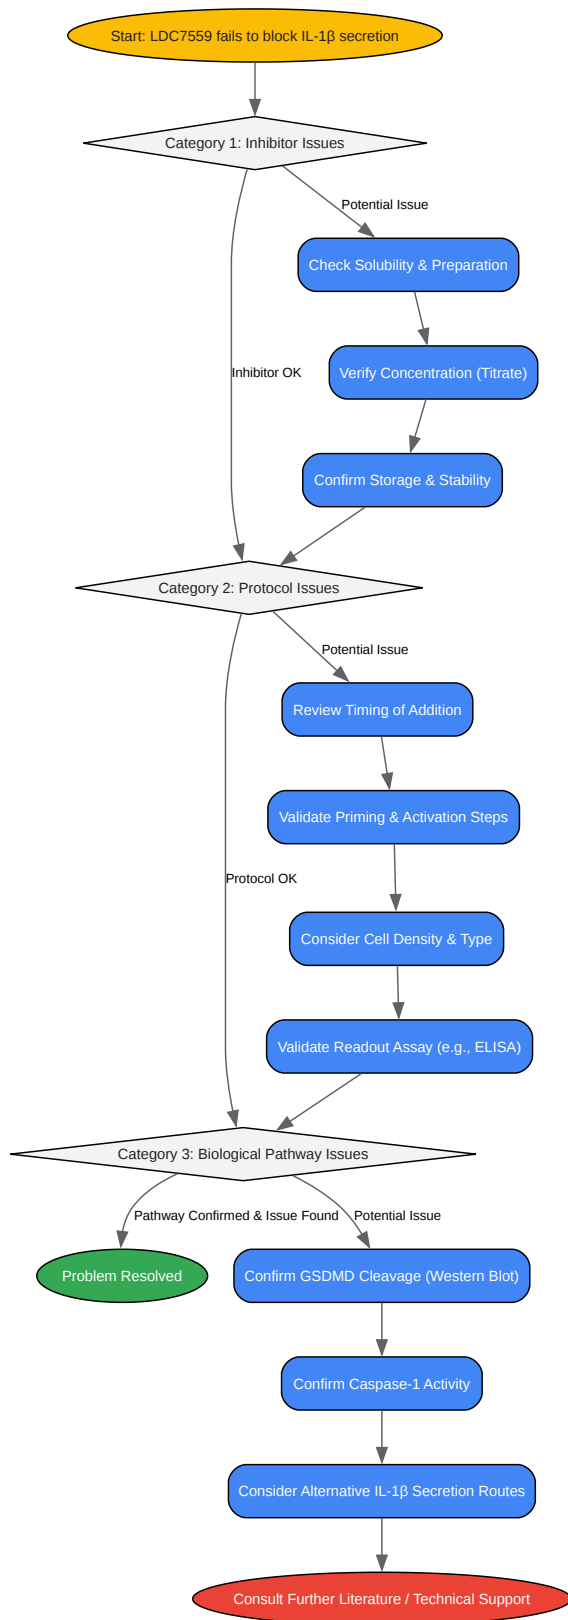 Start: LDC7559 fails to block IL-1β secretion
Category 1: Inhibitor Issues
Potential Issue
Check Solubility & Preparation
Inhibitor OK
Verify Concentration (Titrate)
Confirm Storage & Stability
Category 2: Protocol Issues
Potential Issue
Review Timing of Addition
Validate Priming & Activation Steps
Protocol OK
Consider Cell Density & Type
Validate Readout Assay (e.g., ELISA)
Category 3: Biological Pathway Issues
Pathway Confirmed & Issue Found
Potential Issue
Problem Resolved
Confirm GSDMD Cleavage (Western Blot)
Confirm Caspase-1 Activity
Consider Alternative IL-1β Secretion Routes
Consult Further Literature / Technical Support